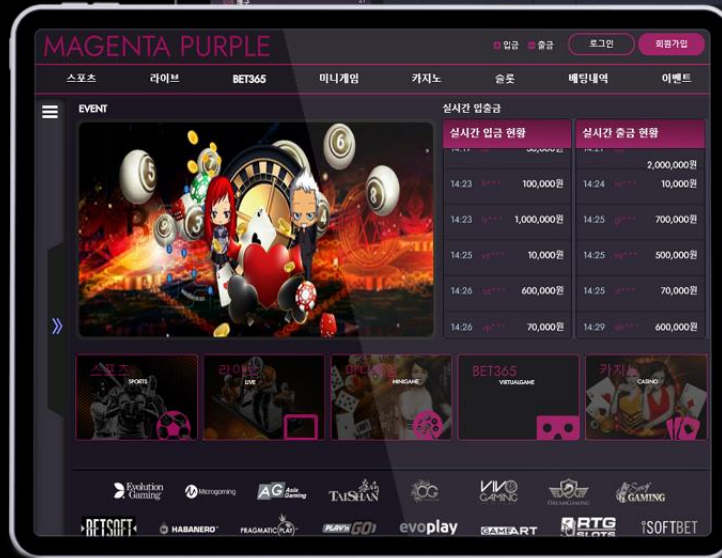 MAGENTA PURPLE
입금 출금 로그인 회원가입
스포츠 라이브 BET365 미니게임 카지노 슬롯 베팅내역 이벤트
EVENT
실시간 입출금
실시간 입금 현황
실시간 출금 현황
2,000,000원
14:23 100,000원
14:24 10,000원
14:23 1,000,000원
14:25 700,000원
14:25 10,000원
14:25 500,000원
14:26 600,000원
14:25 70,000원
14:26 70,000원
14:29 600,000원
스포츠
SPORTS
라이브
LIVE
미니게임
MINIGAME
BET365
VIRTUALGAME
카지노
CASINO
Evolution Gaming
Microgaming
AG Asia Gaming
TAISHAN
OG
VIVO GAMING
DREAMGAMING
Sexy GAMING
BETSOFT
HABANERO
PRAGMATIC PLAY
PLAY'n GO
evoplay
GAMEART
RTG SLOTS
iSOFTBET